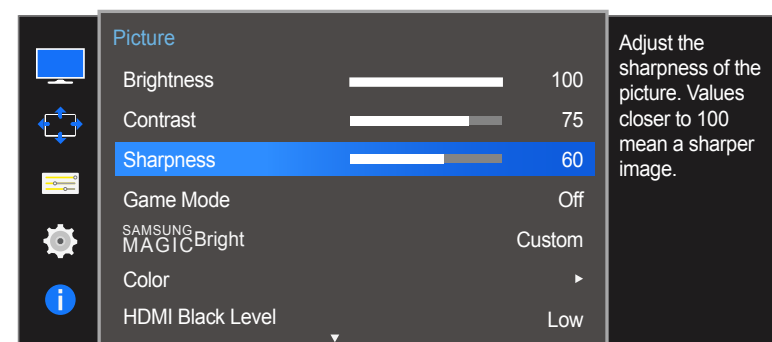 Picture
Brightness 100
Contrast 75
Sharpness 60
Game Mode Off
SAMSUNG
MAGICBright Custom
Color ►
HDMI Black Level Low
▼
Adjust the
sharpness of the
picture. Values
closer to 100
mean a sharper
image.
i